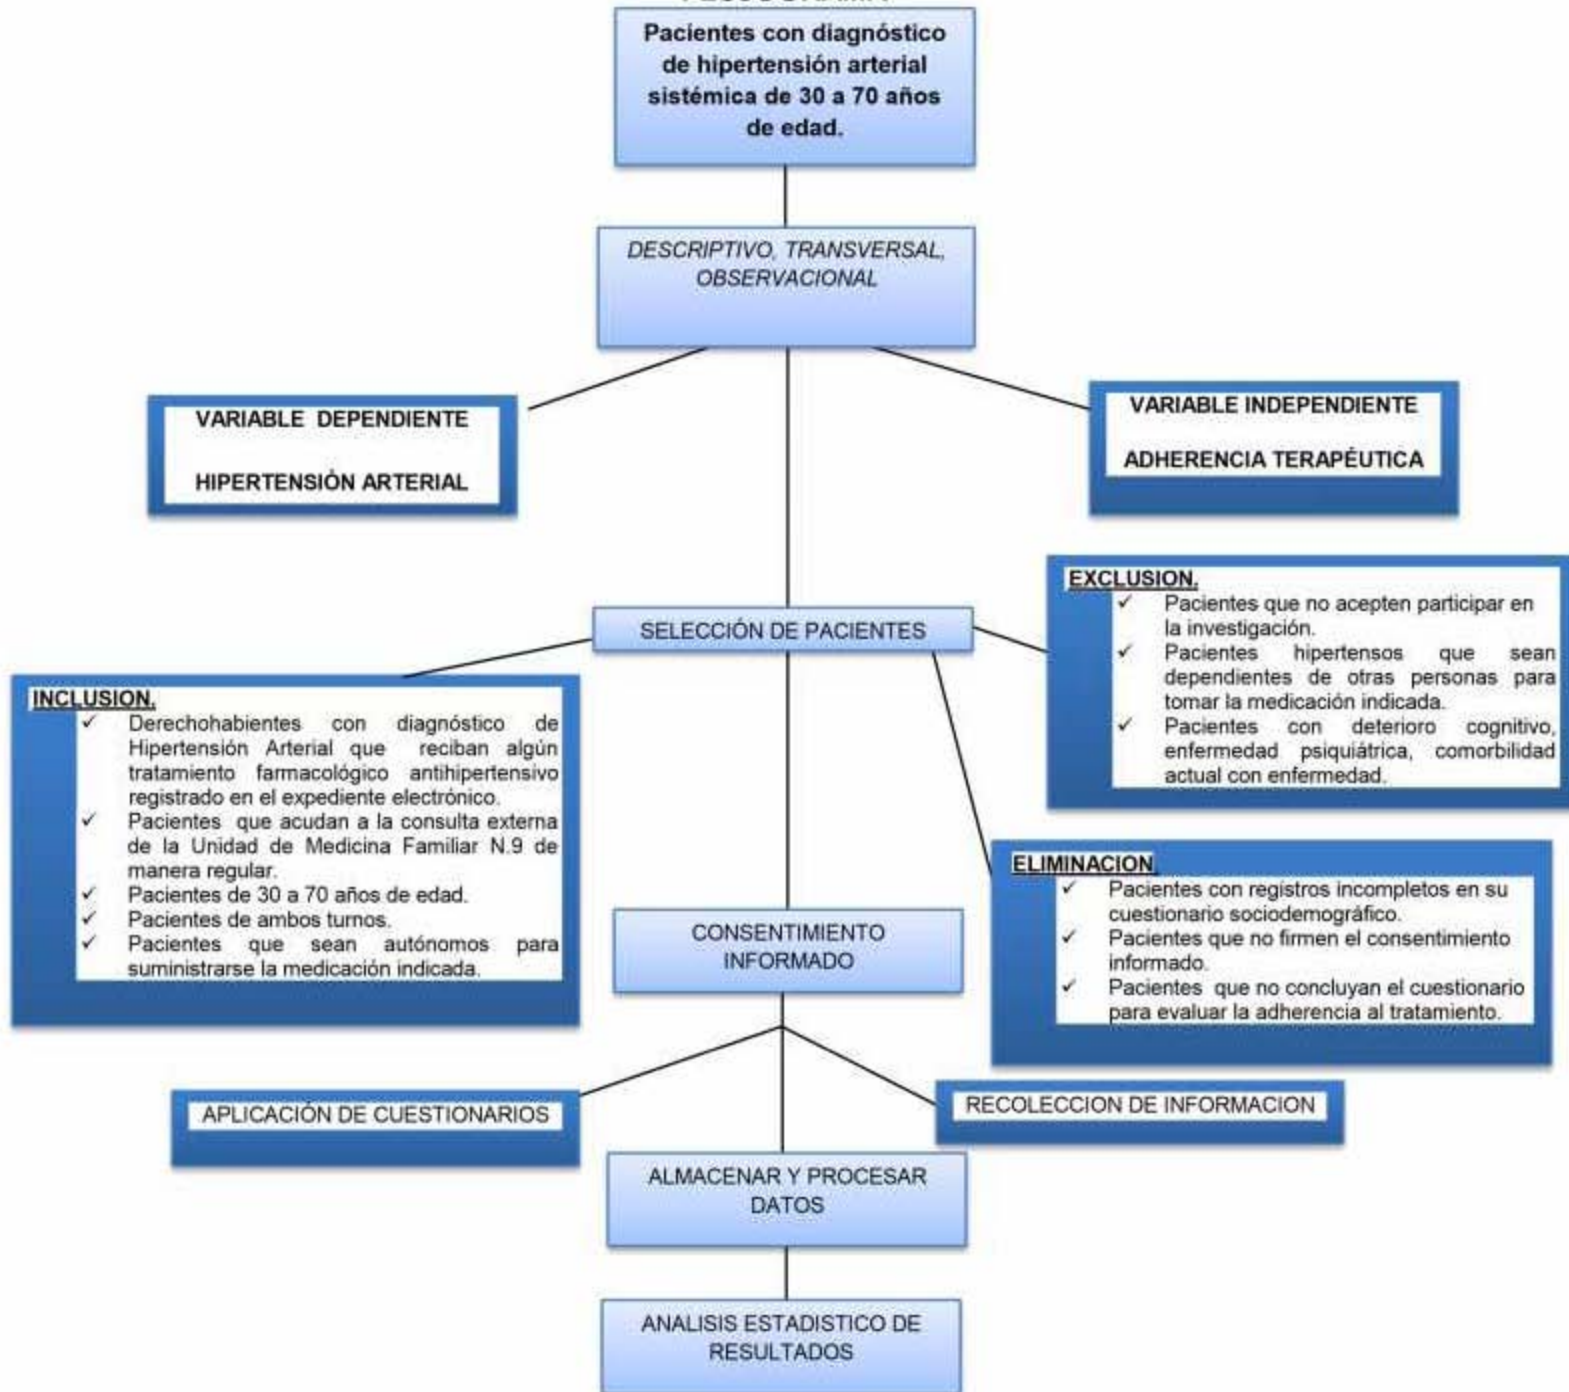 Pacientes con diagnóstico
de hipertensión arterial
sistémica de 30 a 70 años
de edad.
DESCRIPTIVO, TRANSVERSAL,
OBSERVACIONAL
VARIABLE DEPENDIENTE
HIPERTENSIÓN ARTERIAL
VARIABLE INDEPENDIENTE
ADHERENCIA TERAPÉUTICA
SELECCIÓN DE PACIENTES
EXCLUSION.
✓ Pacientes que no acepten participar en
la investigación.
✓ Pacientes hipertensos que sean
dependientes de otras personas para
tomar la medicación indicada.
✓ Pacientes con deterioro cognitivo,
enfermedad psiquiátrica, comorbilidad
actual con enfermedad.
INCLUSION.
✓ Derechohabientes con diagnóstico de
Hipertensión Arterial que reciban algún
tratamiento farmacológico antihipertensivo
registrado en el expediente electrónico.
✓ Pacientes que acudan a la consulta externa
de la Unidad de Medicina Familiar N.9 de
manera regular.
✓ Pacientes de 30 a 70 años de edad.
✓ Pacientes de ambos turnos.
✓ Pacientes que sean autónomos para
suministrarse la medicación indicada.
ELIMINACION.
✓ Pacientes con registros incompletos en su
cuestionario sociodemográfico.
✓ Pacientes que no firmen el consentimiento
informado.
✓ Pacientes que no concluyan el cuestionario
para evaluar la adherencia al tratamiento.
CONSENTIMIENTO
INFORMADO
APLICACIÓN DE CUESTIONARIOS
RECOLECCION DE INFORMACION
ALMACENAR Y PROCESAR
DATOS
ANALISIS ESTADISTICO DE
RESULTADOS